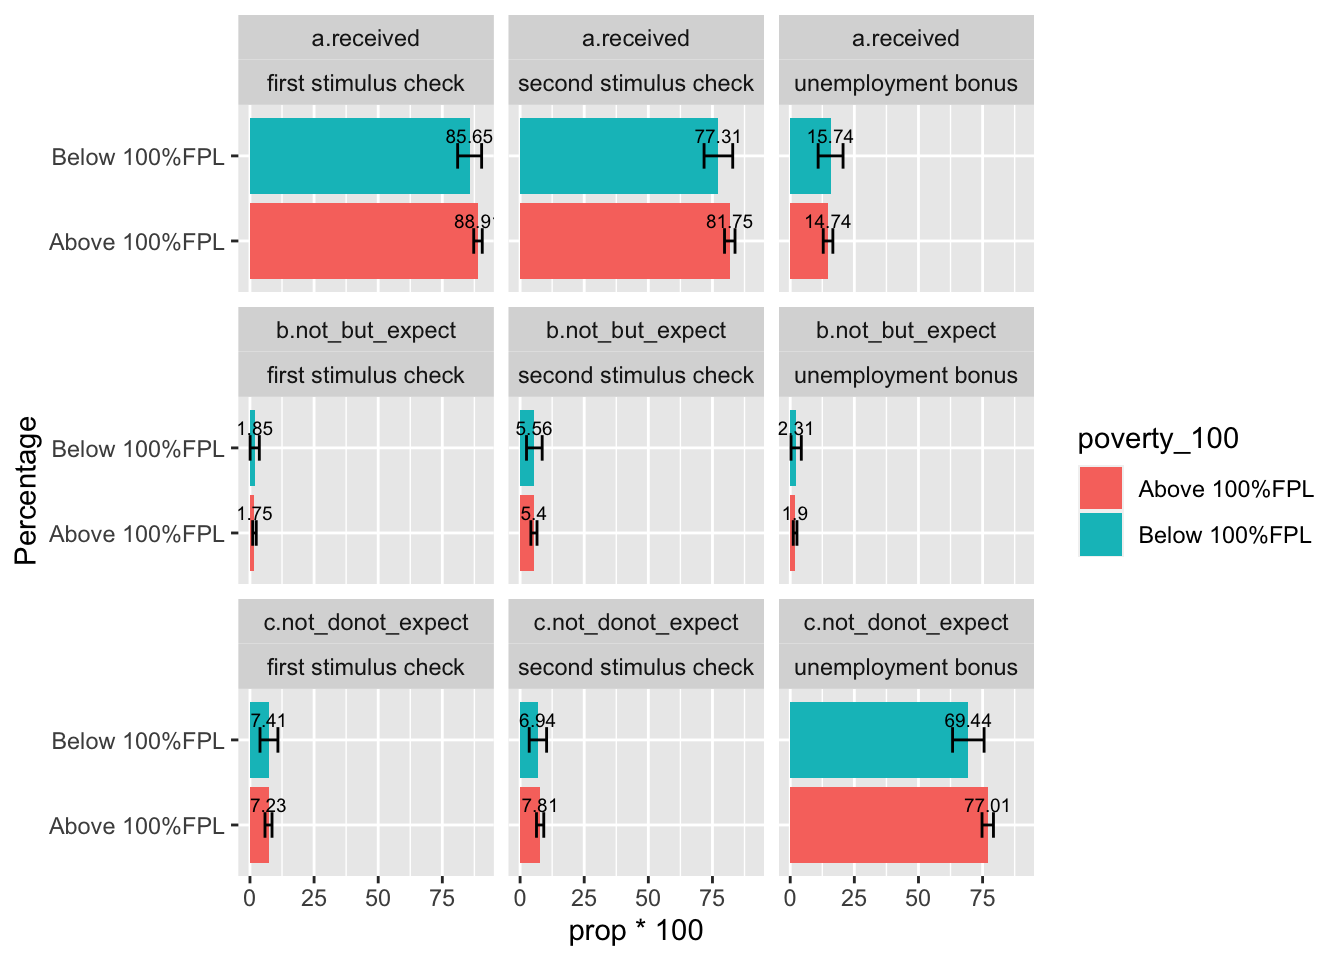 a.received a.received a.received
first stimulus check second stimulus check unemployment bonus
Below 100%FPL 85.65 77.31 15.74
Above 100%FPL 88.9 81.75 14.74
b.not_but_expect b.not_but_expect b.not_but_expect
first stimulus check second stimulus check unemployment bonus
Below 100%FPL 1.85 5.56 2.31
Above 100%FPL 1.75 5.4 1.9
c.not_donot_expect c.not_donot_expect c.not_donot_expect
first stimulus check second stimulus check unemployment bonus
Below 100%FPL 7.41 6.94 69.44
Above 100%FPL 7.23 7.81 77.01
0 25 50 75 0 25 50 75 0 25 50 75
prop * 100
Percentage
poverty_100
Above 100%FPL
Below 100%FPL